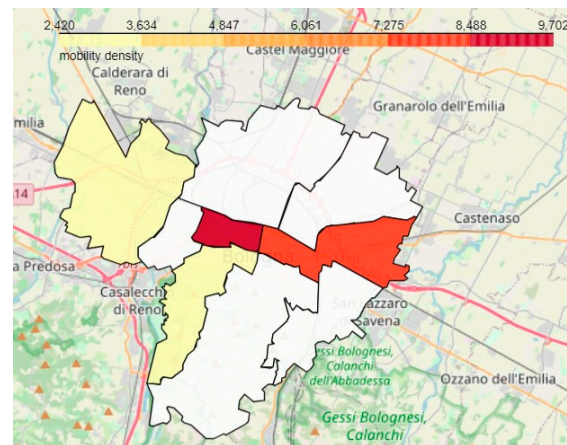 2,420 3,634 4,847 6,061 7,275 8,488 9,702
mobility density
Castel Maggiore
Calderara di
Reno
Granarolo dell'Emilia
milia
14
Castenaso
Bologna
a Predosa
Casalecchio
di Reno
San Lazzaro
di Savena
Gessi Bolognesi,
Calanchi
dell'Abbadessa
Ozzano dell'Emilia
Gessi Bolognesi,
Calanchi